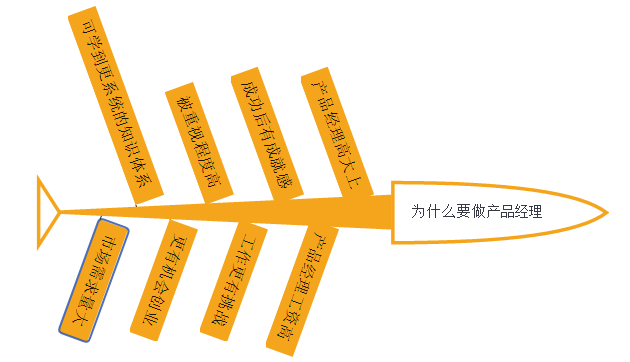 可学到更系统的知识体系
被重视程度高
成功后有成就感
产品经理高大上
为什么要做产品经理
市场需求量大
更有机会创业
工作更有挑战
产品经理工资高